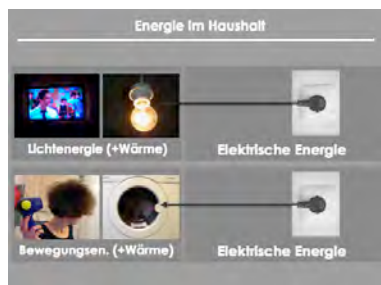 Energie im Haushalt
Lichtenergie (+Wärme)
Elektrische Energie
Bewegungsen. (+Wärme)
Elektrische Energie